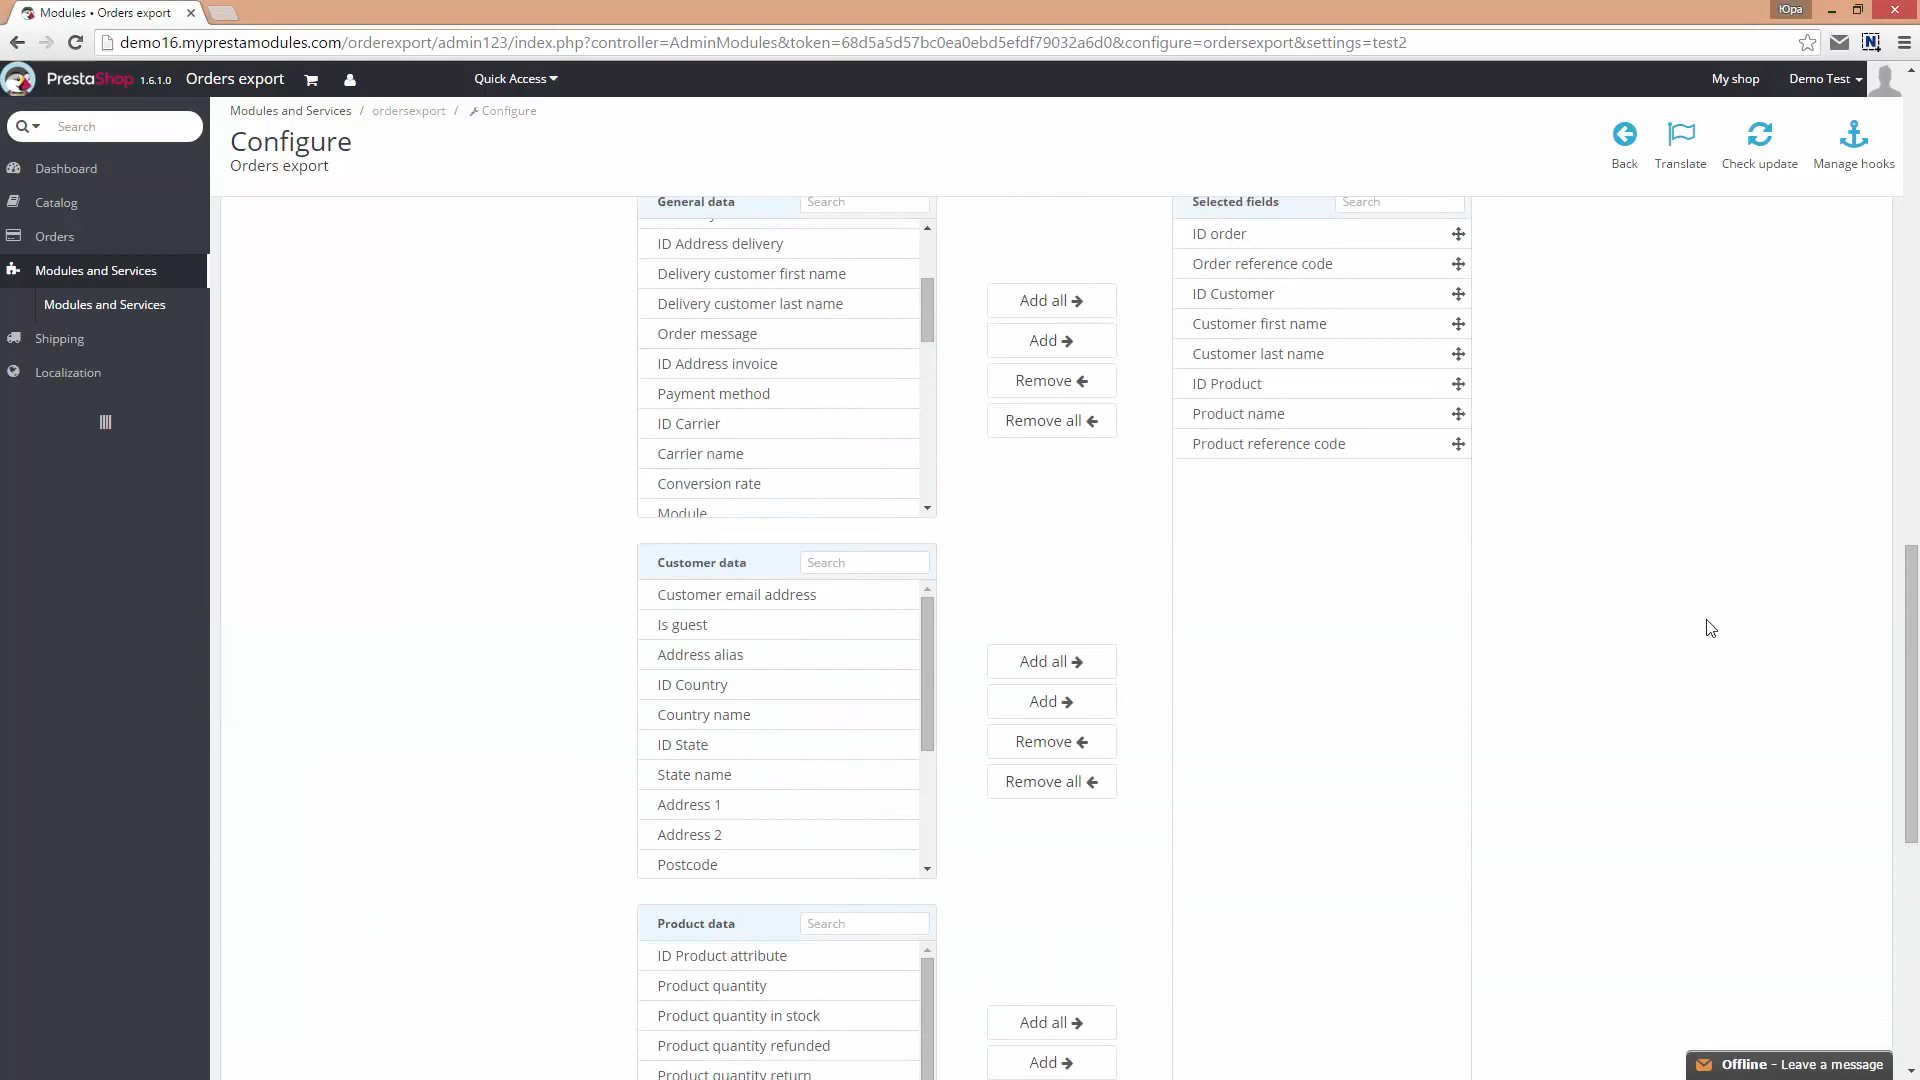 Modules • Orders export
Юра
demo16.myprestamodules.com/orderexport/admin123/index.php?controller=AdminModules&token=68d5a5d57bc0ea0ebd5efdf79032a6d0&configure=ordersexport&settings=test2
PrestaShop 1.6.1.0 Orders export Quick Access My shop Demo Test
Search
Dashboard
Catalog
Orders
Modules and Services
Modules and Services
Shipping
Localization
Modules and Services / ordersexport / Configure
Configure
Orders export
Back
Translate
Check update
Manage hooks
General data Search
ID Address delivery
Delivery customer first name
Delivery customer last name
Order message
ID Address invoice
Payment method
ID Carrier
Carrier name
Conversion rate
Module
Add all
Add
Remove
Remove all
Selected fields Search
ID order
Order reference code
ID Customer
Customer first name
Customer last name
ID Product
Product name
Product reference code
Customer data Search
Customer email address
Is guest
Address alias
ID Country
Country name
ID State
State name
Address 1
Address 2
Postcode
Add all
Add
Remove
Remove all
Product data Search
ID Product attribute
Product quantity
Product quantity in stock
Product quantity refunded
Product quantity return
Add all
Add
Offline - Leave a message